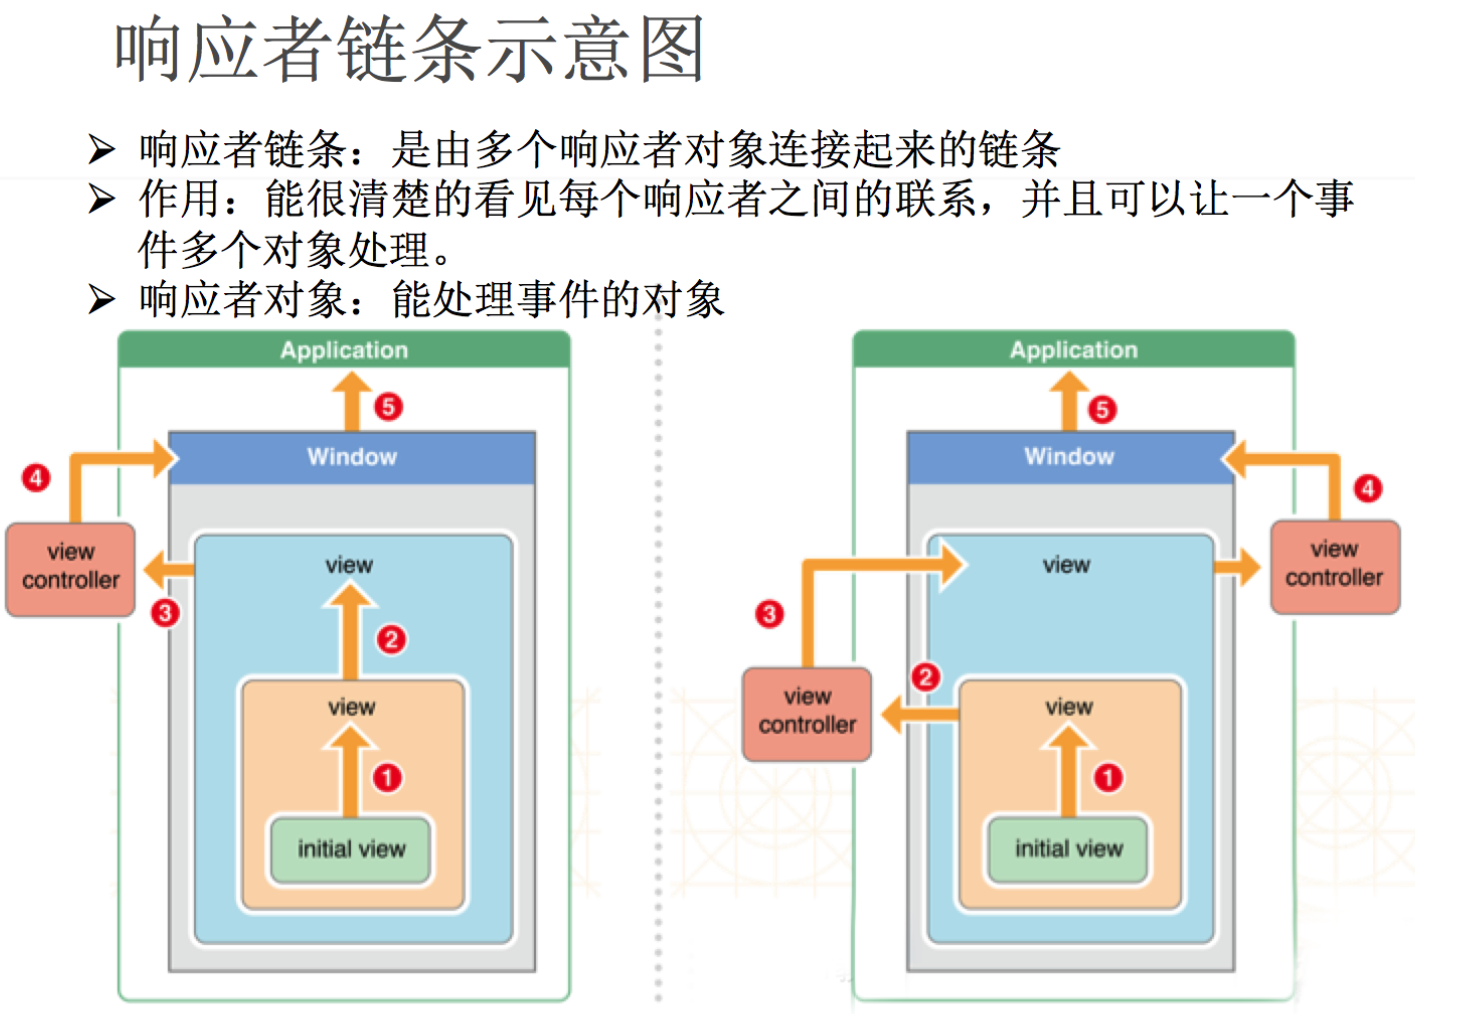 响应者链条示意图
➢ 响应者链条：是由多个响应者对象连接起来的链条
➢ 作用：能很清楚的看见每个响应者之间的联系，并且可以让一个事
件多个对象处理。
➢ 响应者对象：能处理事件的对象
Application
5
Window
4
view
controller
view
3
2
view
1
initial view
Application
5
Window
4
view
view
controller
3
2
view
controller
view
1
initial view